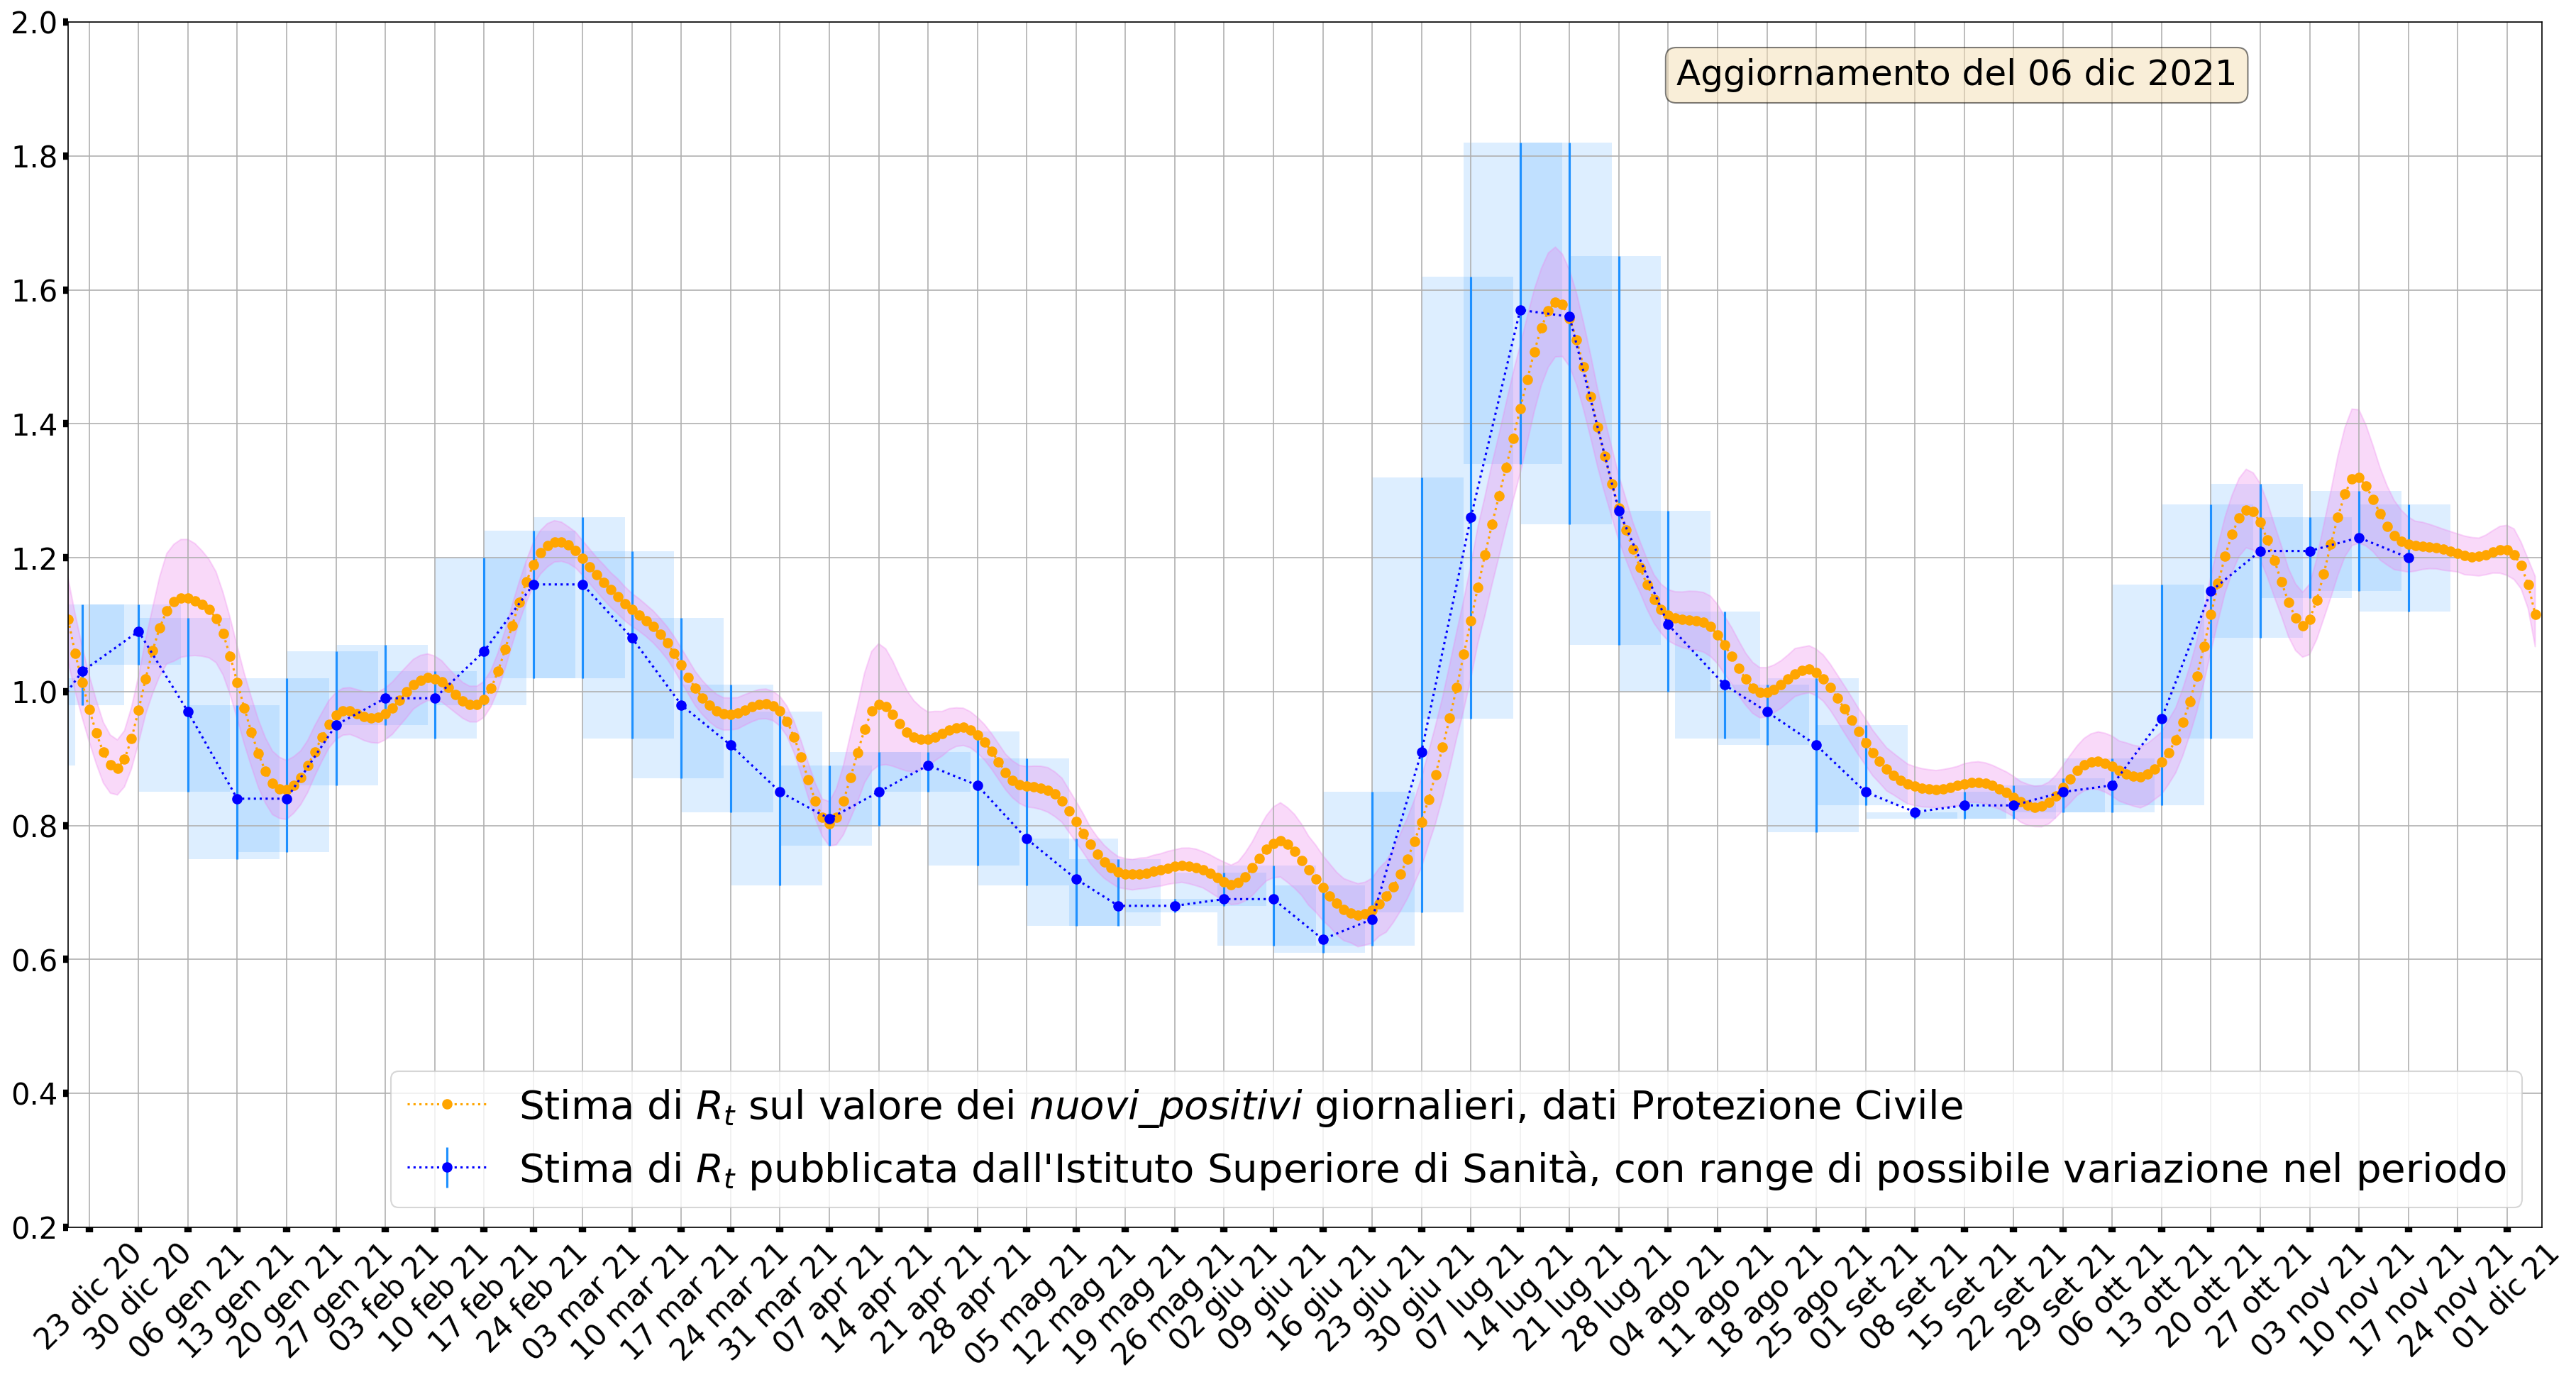 2.0
1.8
1.6
1.4
1.2
1.0
0.8
0.6
0.4
0.2
Aggiornamento del 06 dic 2021
Stima di Rt sul valore dei nuovi_positivi giornalieri, dati Protezione Civile
Stima di Rt pubblicata dall'Istituto Superiore di Sanità, con range di possibile variazione nel periodo
23 dic 20
30 dic 20
06 gen 21
13 gen 21
20 gen 21
27 gen 21
03 feb 21
10 feb 21
17 feb 21
24 feb 21
03 mar 21
10 mar 21
17 mar 21
24 mar 21
31 mar 21
07 apr 21
14 apr 21
21 apr 21
28 apr 21
05 mag 21
12 mag 21
19 mag 21
26 mag 21
02 giu 21
09 giu 21
16 giu 21
23 giu 21
30 giu 21
07 lug 21
14 lug 21
21 lug 21
28 lug 21
04 ago 21
11 ago 21
18 ago 21
25 ago 21
01 set 21
08 set 21
15 set 21
22 set 21
29 set 21
06 ott 21
13 ott 21
20 ott 21
27 ott 21
03 nov 21
10 nov 21
17 nov 21
24 nov 21
01 dic 21